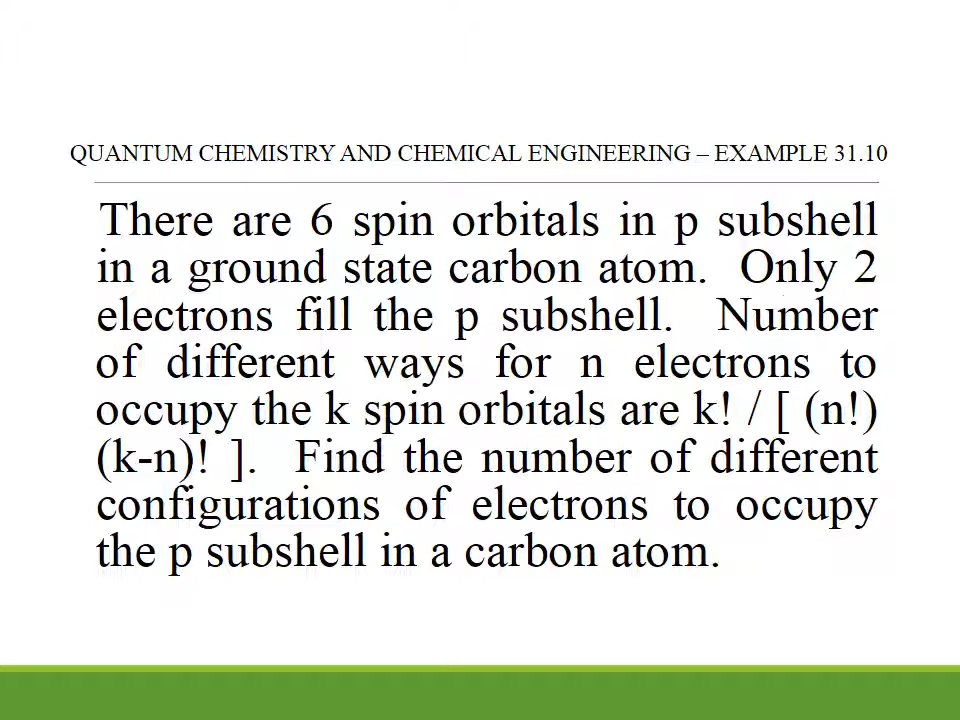 QUANTUM CHEMISTRY AND CHEMICAL ENGINEERING – EXAMPLE 31.10
There are 6 spin orbitals in p subshell
in a ground state carbon atom. Only 2
electrons fill the p subshell. Number
of different ways for n electrons to
occupy the k spin orbitals are k! / [ (n!)
(k-n)! ]. Find the number of different
configurations of electrons to occupy
the p subshell in a carbon atom.